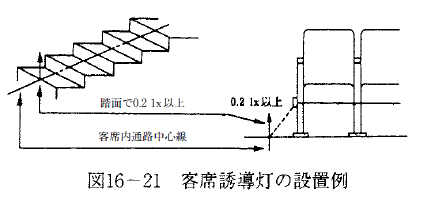 踏面で0.2 lx以上
0.2 lx以上
客席内通路中心線
図16-21 客席誘導灯の設置例